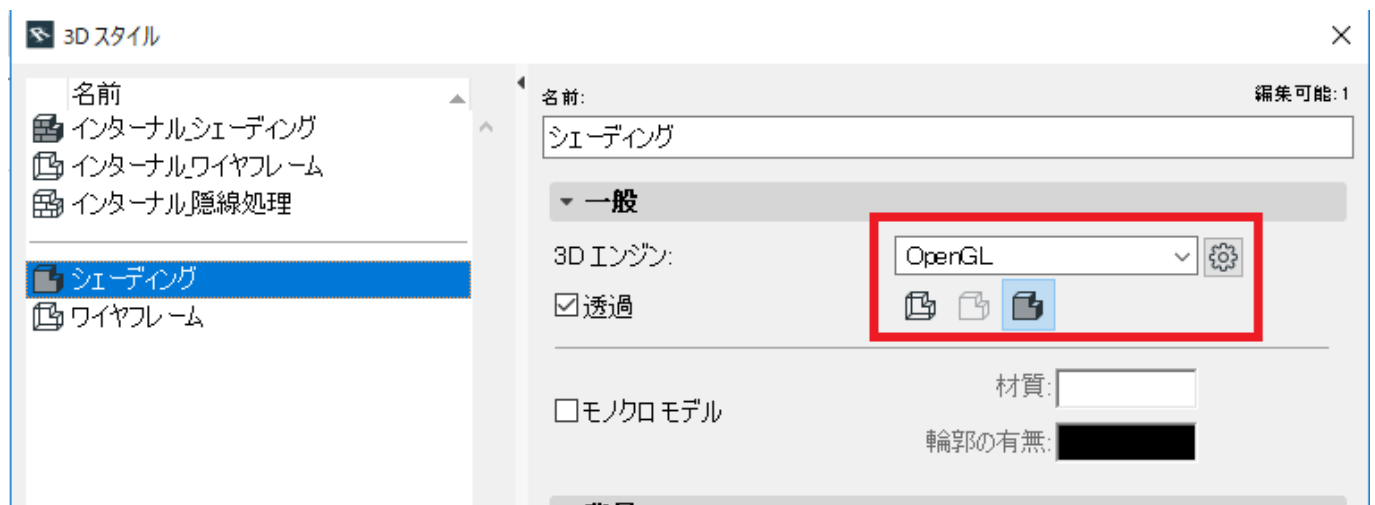 3D スタイル
名前
インターナル_シェーディング
インターナル_ワイヤフレーム
インターナル_隠線処理
シェーディング
ワイヤフレーム
名前:
編集可能: 1
シェーディング
一般
3D エンジン:
OpenGL
透過
モノクロ モデル
材質:
輪郭の有無: